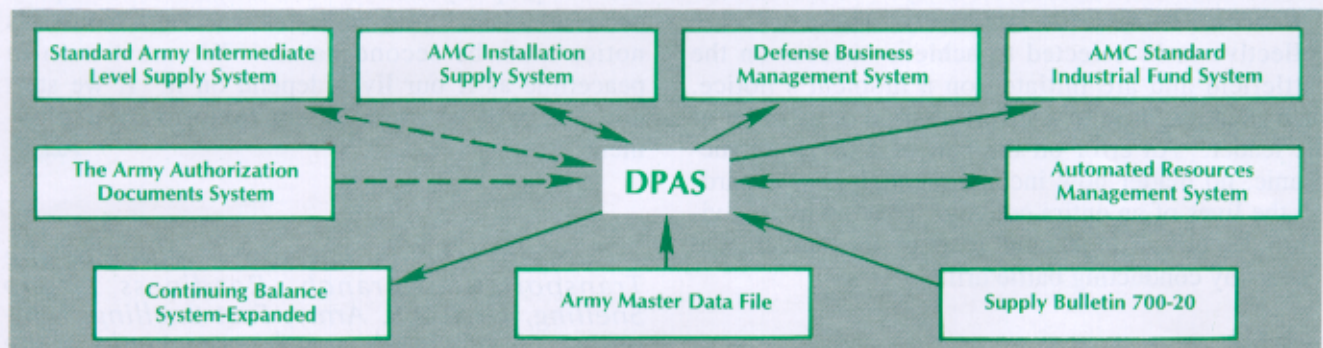 Standard Army Intermediate
Level Supply System
AMC Installation
Supply System
Defense Business
Management System
AMC Standard
Industrial Fund System
The Army Authorization
Documents System
DPAS
Automated Resources
Management System
Continuing Balance
System-Expanded
Army Master Data File
Supply Bulletin 700-20